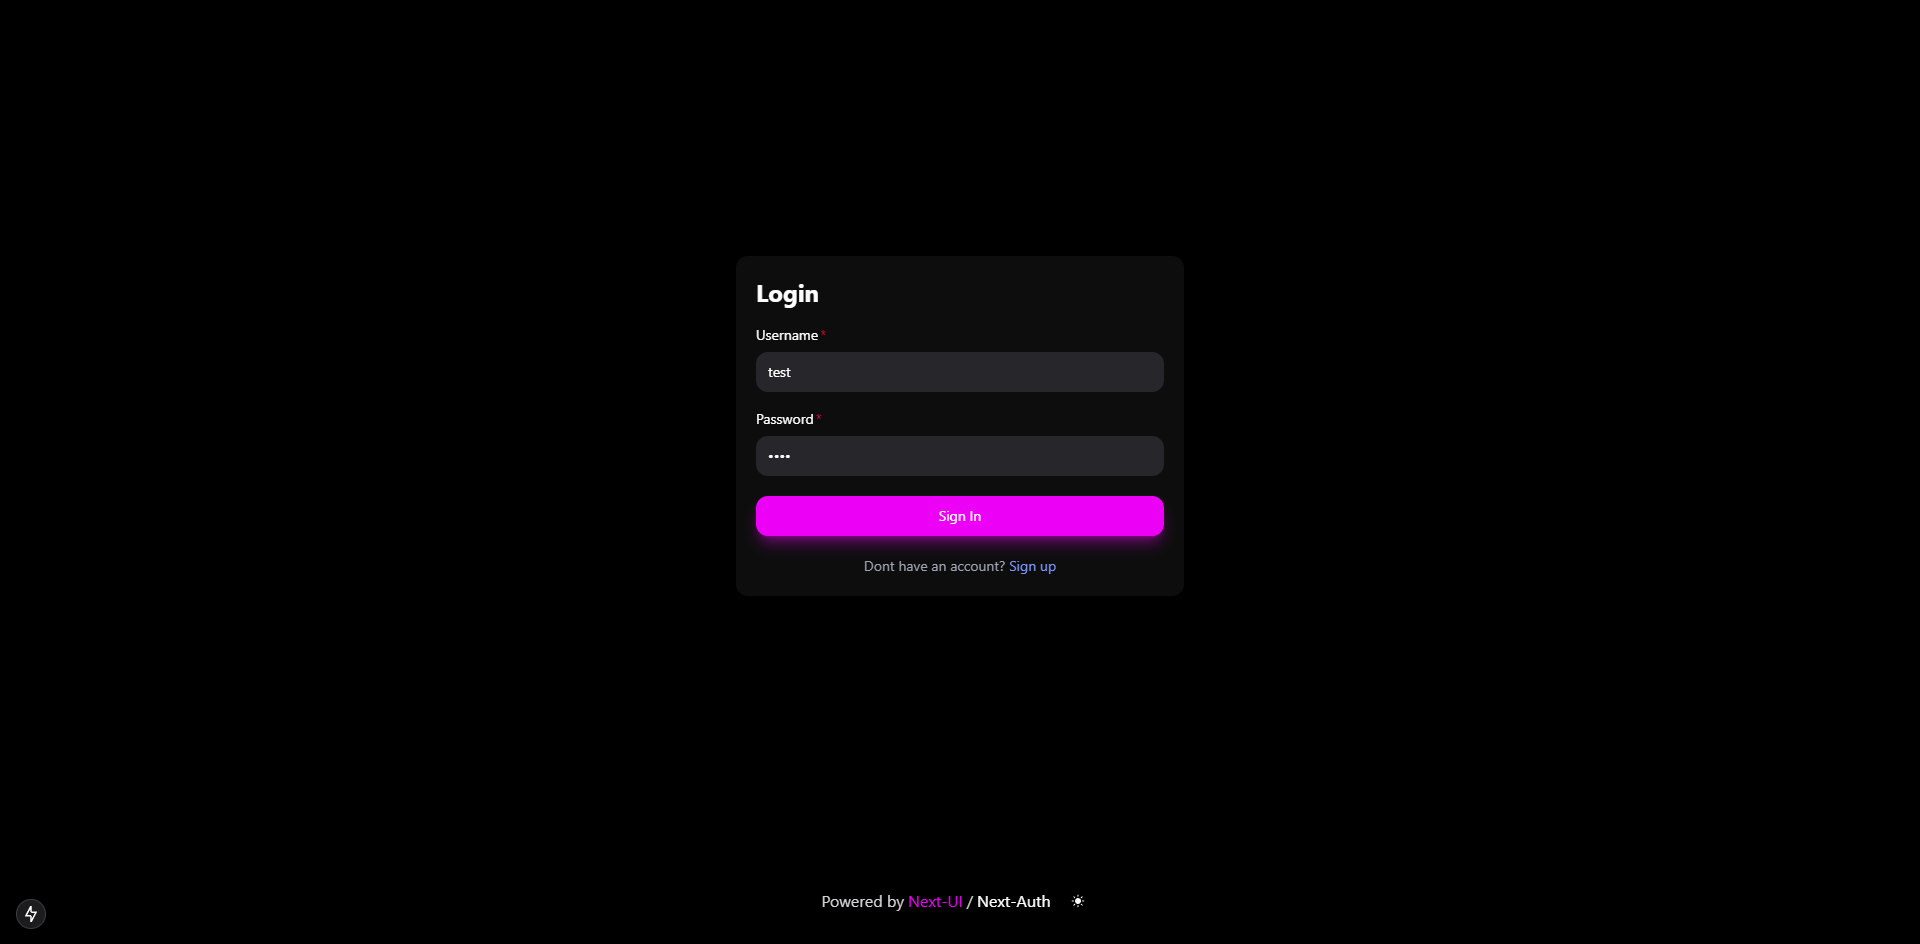 Login
Username *
test
Password *
••••
Sign In
Dont have an account? Sign up
Powered by Next-UI / Next-Auth